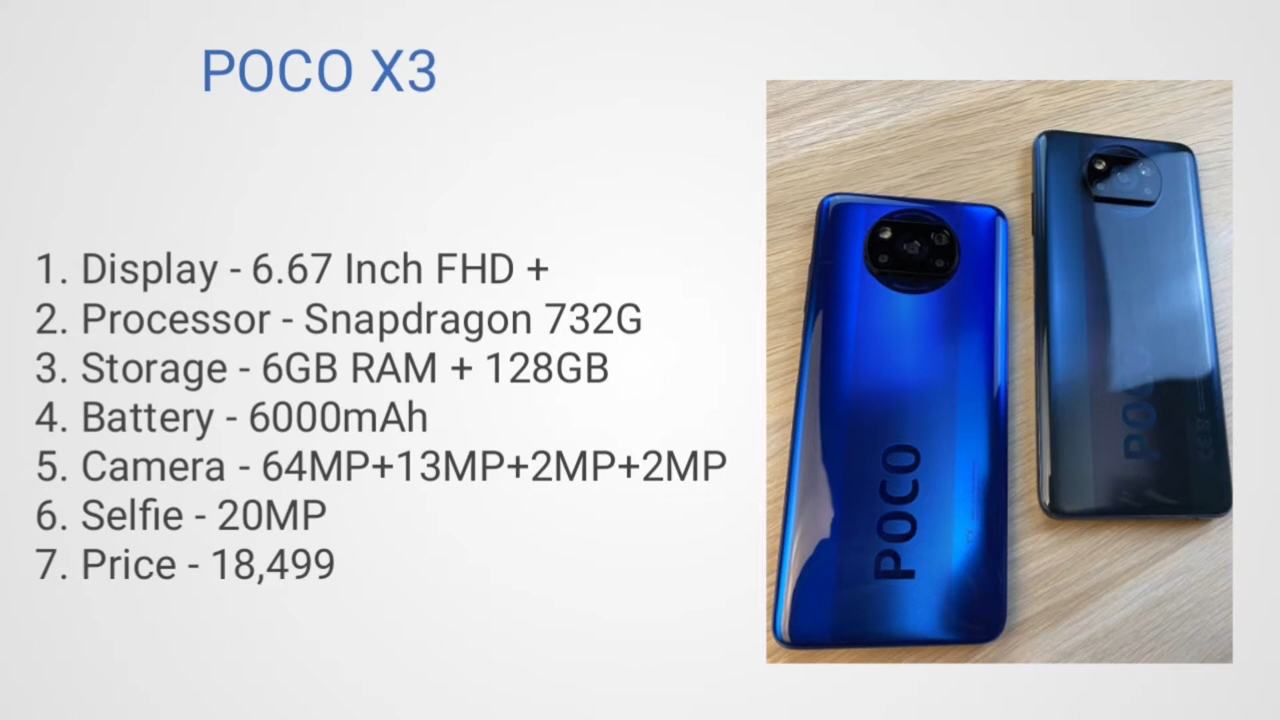 POCO X3
1. Display - 6.67 Inch FHD +
2. Processor - Snapdragon 732G
3. Storage - 6GB RAM + 128GB
4. Battery - 6000mAh
5. Camera - 64MP+13MP+2MP+2MP
6. Selfie - 20MP
7. Price - 18,499
POCO
POCO